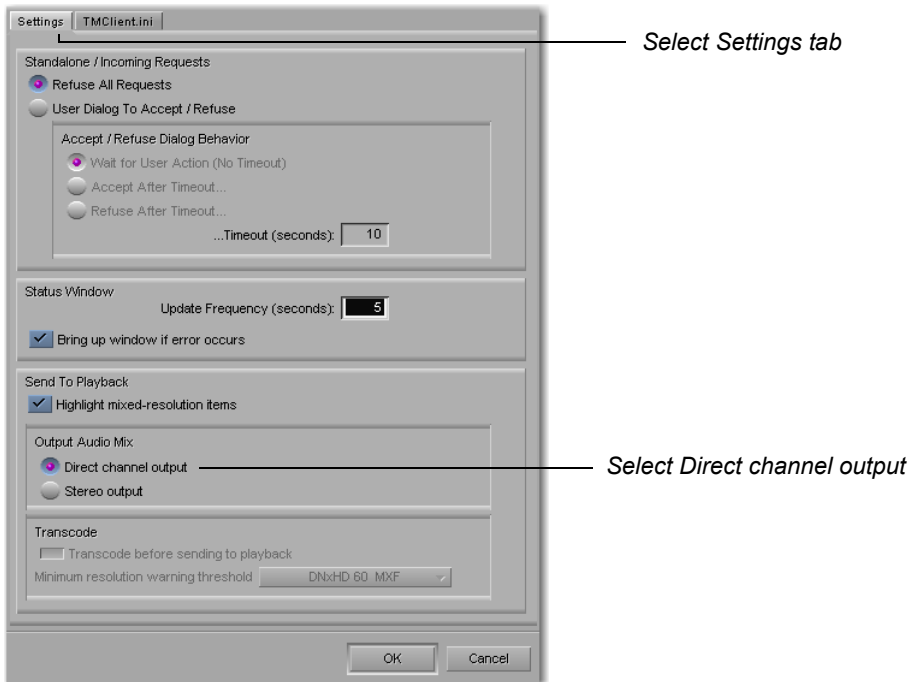 Settings TMClient.ini
Select Settings tab
Standalone / Incoming Requests
Refuse All Requests
User Dialog To Accept / Refuse
Accept / Refuse Dialog Behavior
Wait for User Action (No Timeout)
Accept After Timeout...
Refuse After Timeout...
...Timeout (seconds): 10
Status Window
Update Frequency (seconds): 5
Bring up window if error occurs
Send To Playback
Highlight mixed-resolution items
Output Audio Mix
Direct channel output
Select Direct channel output
Stereo output
Transcode
Transcode before sending to playback
Minimum resolution warning threshold DNxHD 60 MXF
OK Cancel